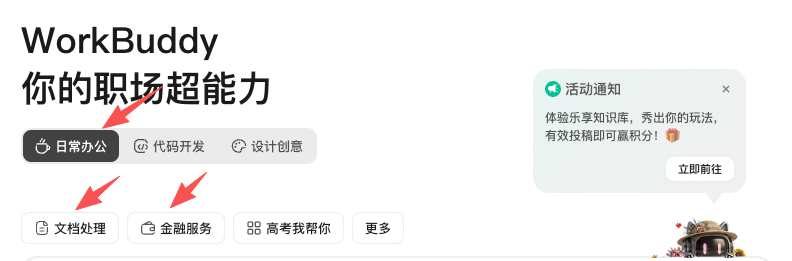 WorkBuddy
你的职场超能力
活动通知
体验乐享知识库，秀出你的玩法，
有效投稿即可赢积分！
立即前往
日常办公
代码开发
设计创意
文档处理
金融服务
高考我帮你
更多